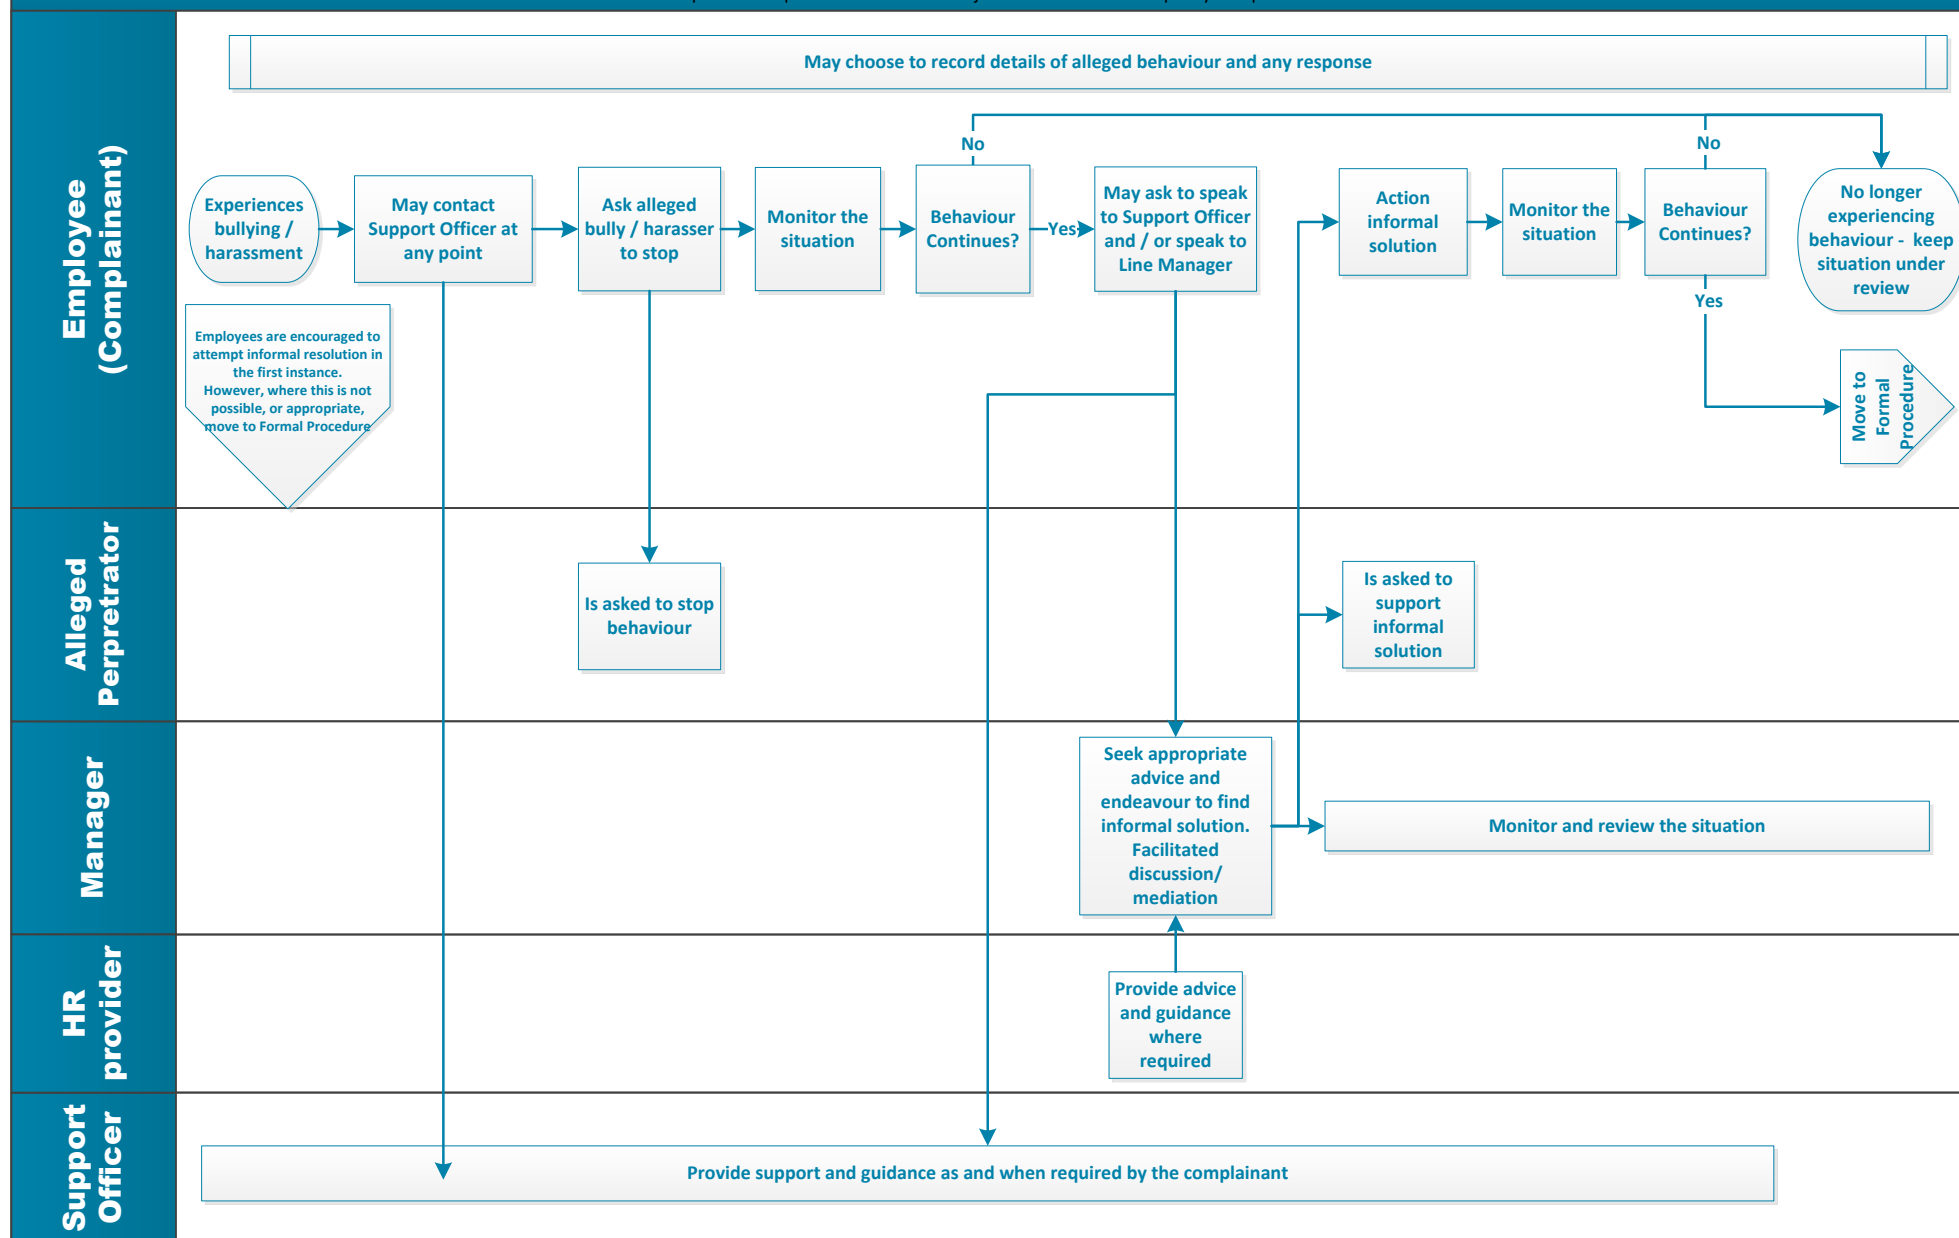 Employee
(Complainant)
May choose to record details of alleged behaviour and any response
Experiences
bullying /
harassment
May contact
Support Officer at
any point
Ask alleged
bully / harasser
to stop
Monitor the
situation
Behaviour
Continues?
No
Yes
May ask to speak
to Support Officer
and / or speak to
Line Manager
Action
informal
solution
Monitor the
situation
Behaviour
Continues?
No
Yes
No longer
experiencing
behaviour - keep
situation under
review
Employees are encouraged to
attempt informal resolution in
the first instance.
However, where this is not
possible, or appropriate,
move to Formal Procedure
Move to
Formal
Procedure
Alleged
Perpretrator
Is asked to stop
behaviour
Is asked to
support
informal
solution
Manager
Seek appropriate
advice and
endeavour to find
informal solution.
Facilitated
discussion/
mediation
Monitor and review the situation
HR
provider
Provide advice
and guidance
where
required
Support
Officer
Provide support and guidance as and when required by the complainant